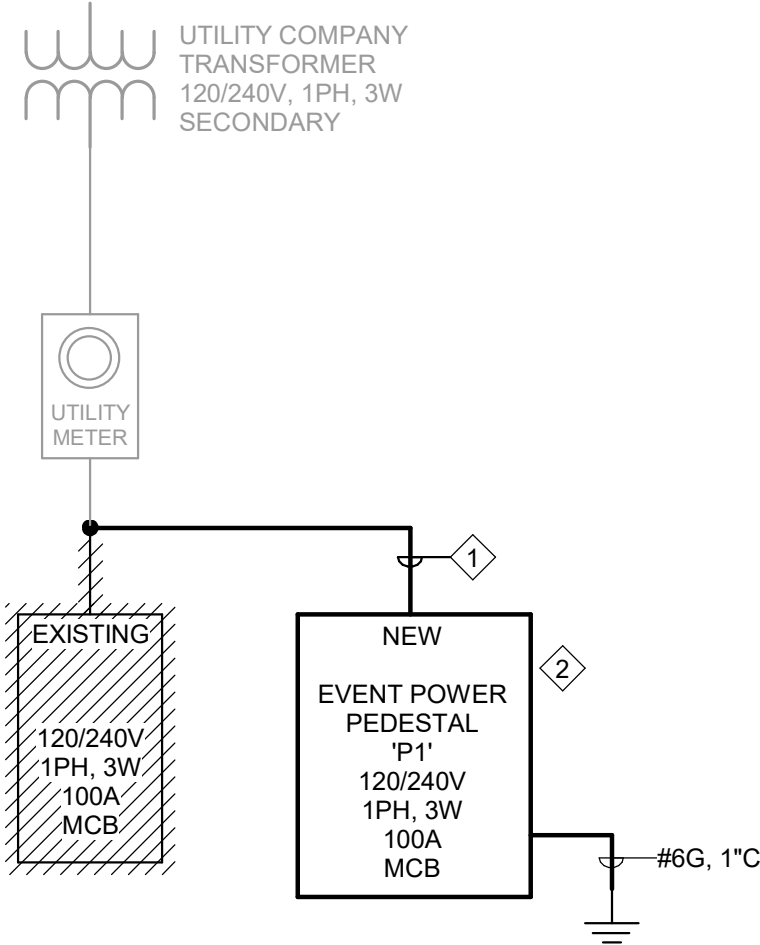 UTILITY COMPANY
TRANSFORMER
120/240V, 1PH, 3W
SECONDARY
UTILITY
METER
1
EXISTING
120/240V
1PH, 3W
100A
MCB
NEW
EVENT POWER
PEDESTAL
'P1'
120/240V
1PH, 3W
100A
MCB
2
#6G, 1"C